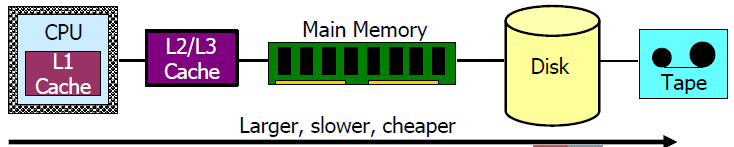 CPU
L1
Cache
L2/L3
Cache
Main Memory
Disk
Tape
Larger, slower, cheaper